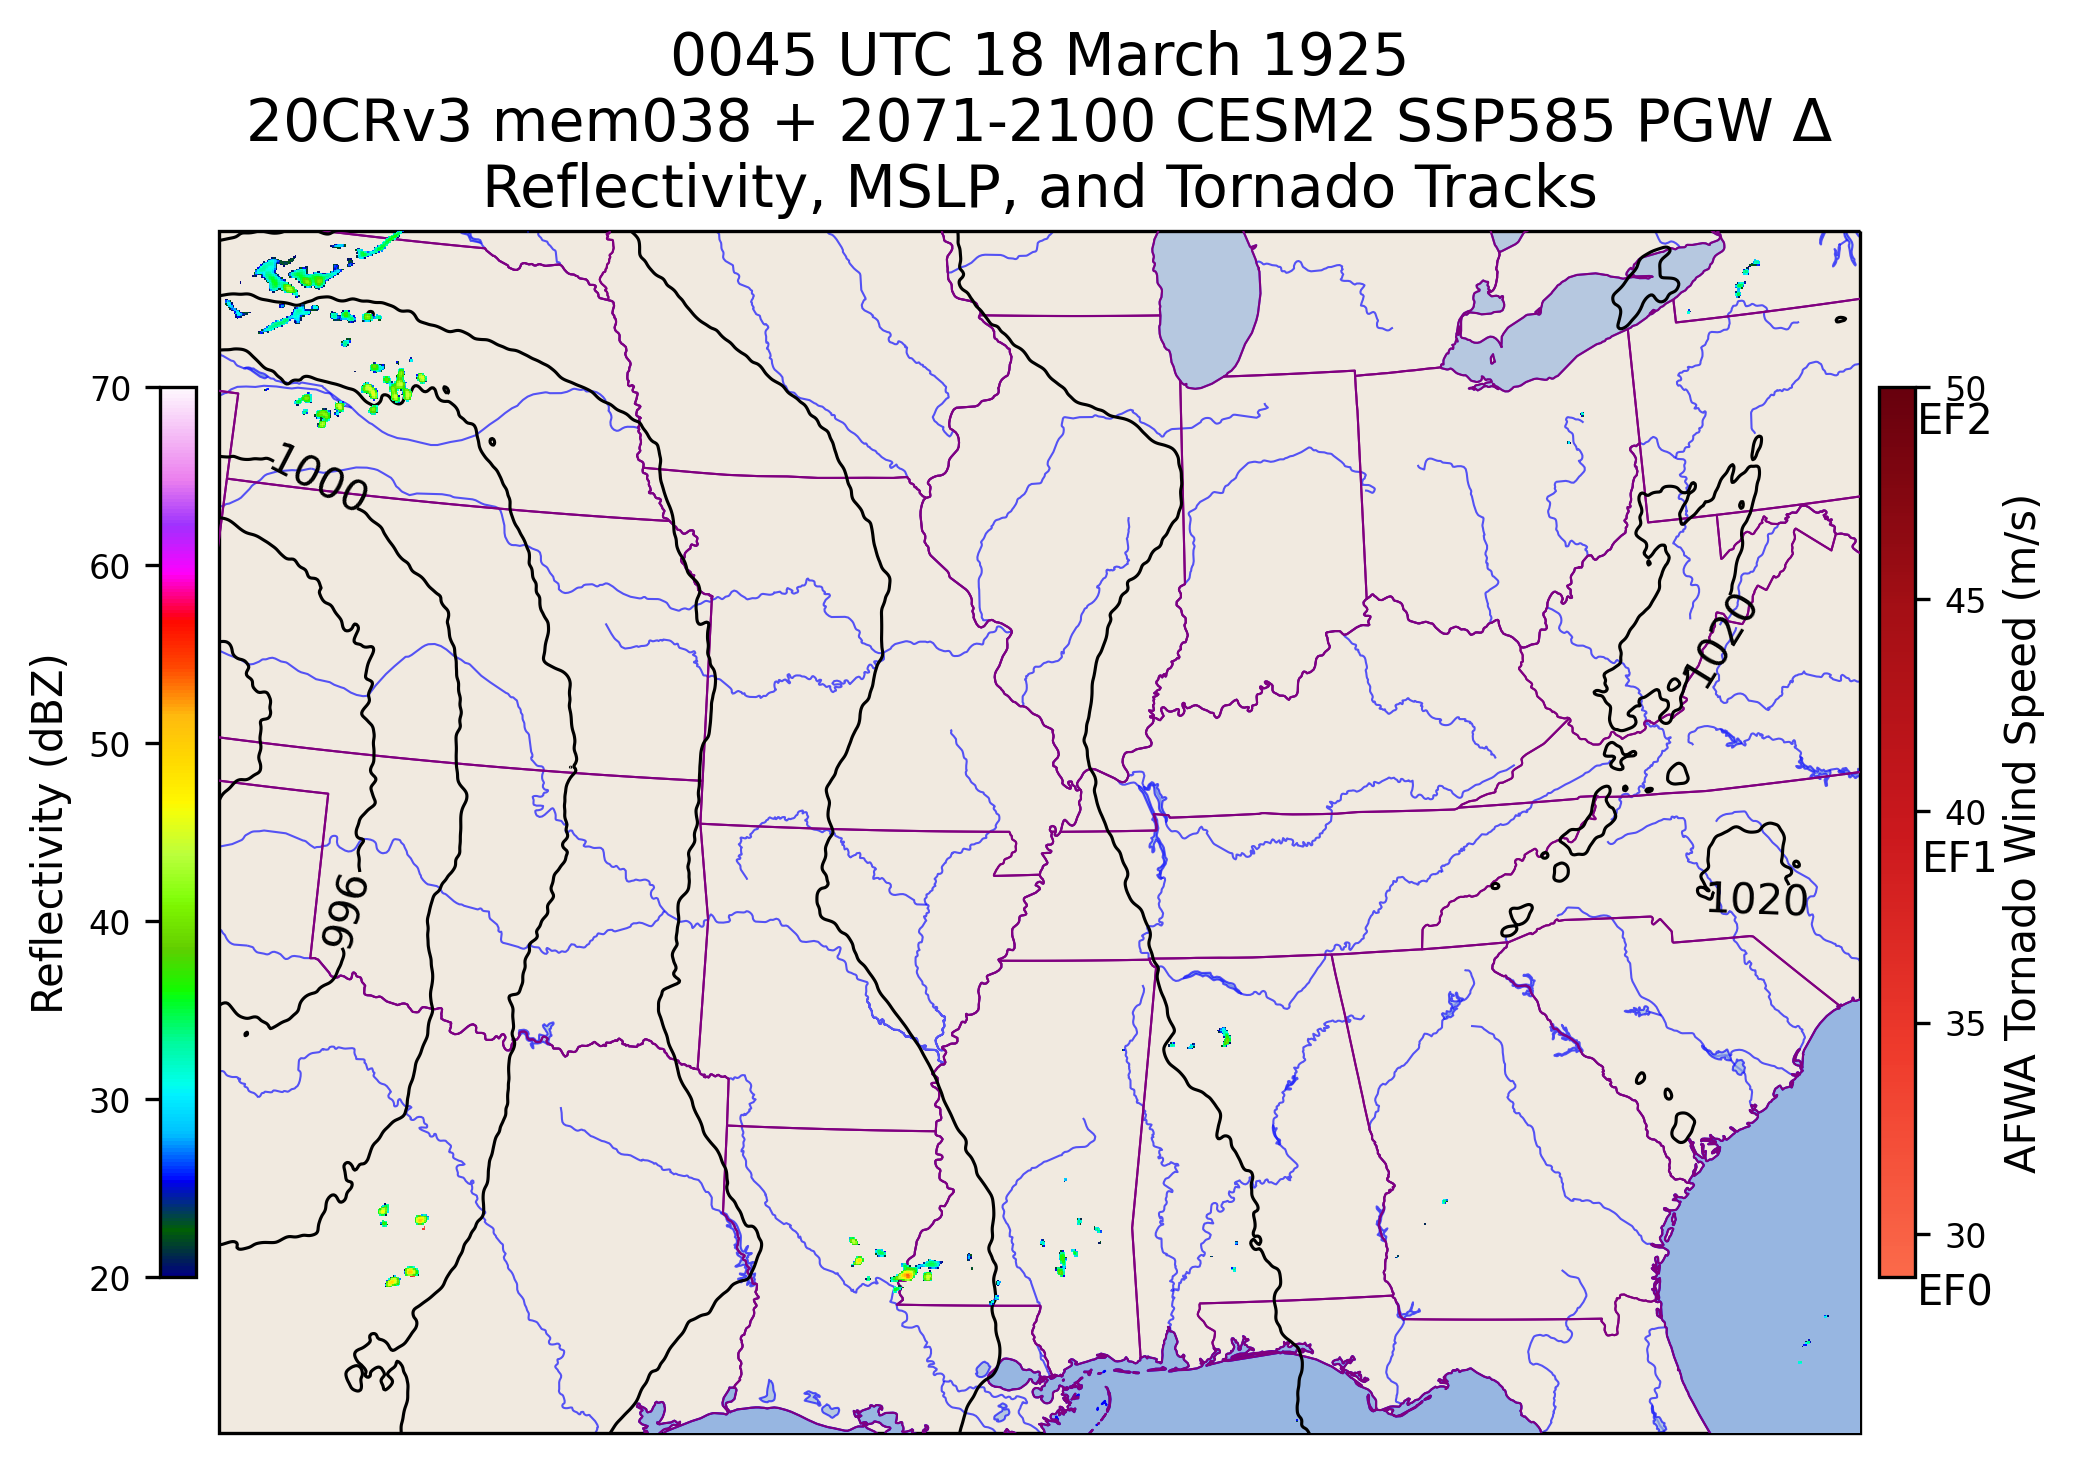 0045 UTC 18 March 1925
20CRv3 mem038 + 2071-2100 CESM2 SSP585 PGW Δ
Reflectivity, MSLP, and Tornado Tracks
Reflectivity (dBZ)
70
60
50
40
30
20
1000
996
1020
1020
50
EF2
45
40
EF1
35
30
EF0
AFWA Tornado Wind Speed (m/s)